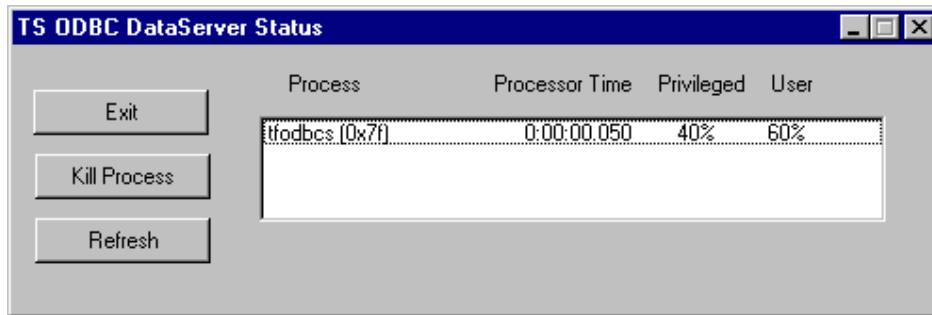 TS ODBC DataServer Status
Process Processor Time Privileged User
Exit
tfodbcs (0x7f) 0:00:00.050 40% 60%
Kill Process
Refresh